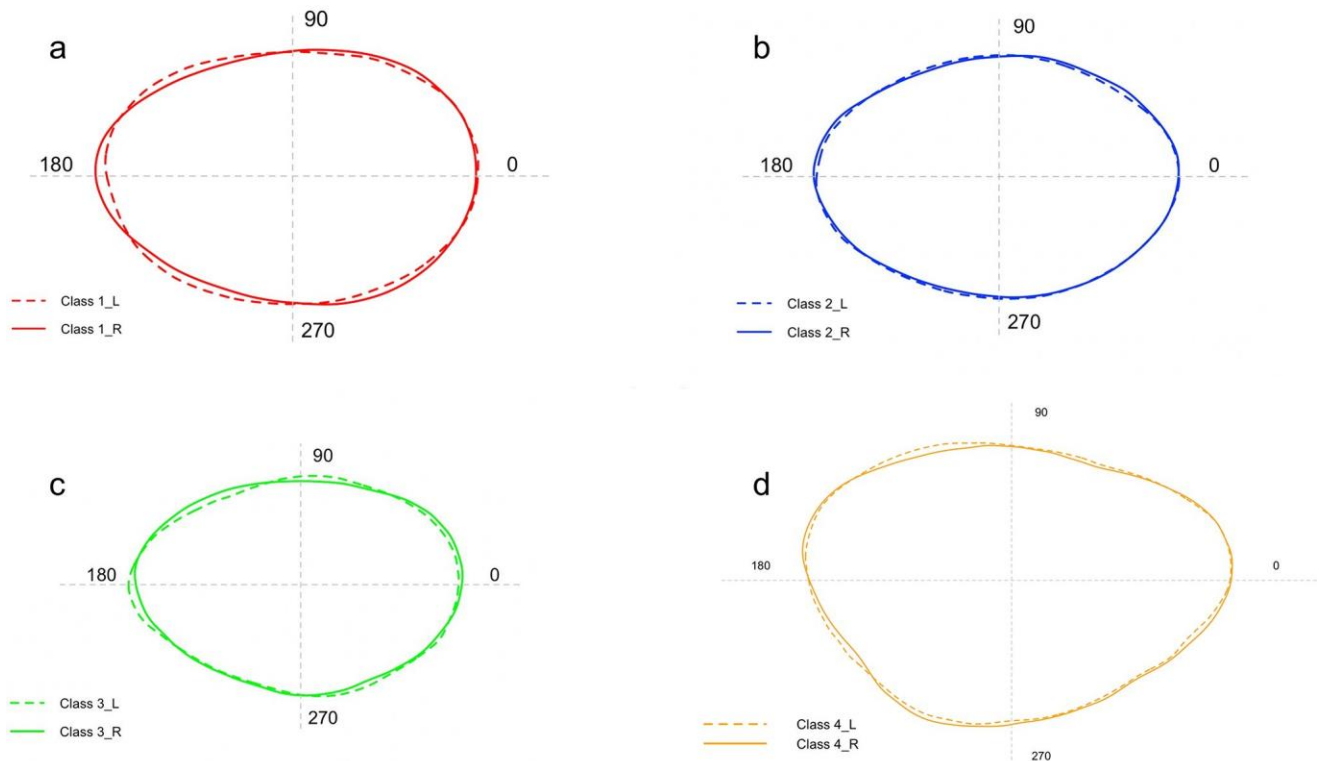 a
90
180
0
Class 1_L
Class 1_R
270
b
90
180
0
270
Class 2_L
Class 2_R
c
90
180
0
Class 3_L
270
Class 3_R
d
90
180
0
Class 4_L
Class 4_R
270